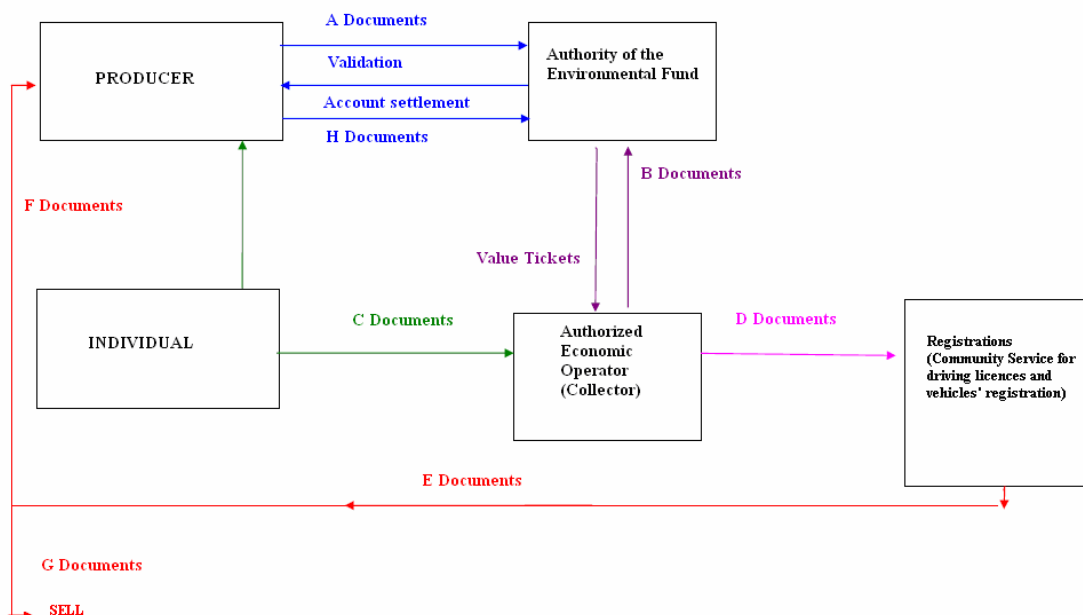 A Documents
PRODUCER
Validation
Account settlement
H Documents
Authority of the
Environmental Fund
F Documents
B Documents
Value Tickets
INDIVIDUAL
C Documents
Authorized
Economic
Operator
(Collector)
D Documents
Registrations
(Community Service for
driving licences and
vehicles' registration)
E Documents
G Documents
SELL